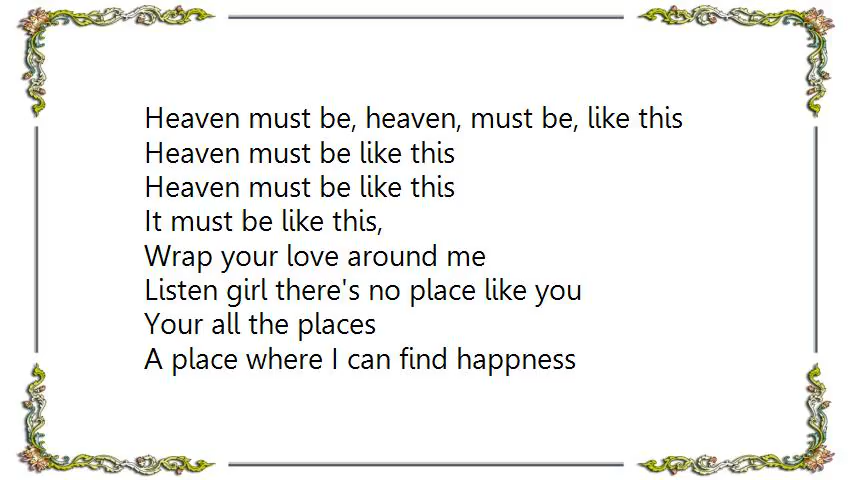 Heaven must be, heaven, must be, like this
Heaven must be like this
Heaven must be like this
It must be like this,
Wrap your love around me
Listen girl there's no place like you
Your all the places
A place where I can find happness